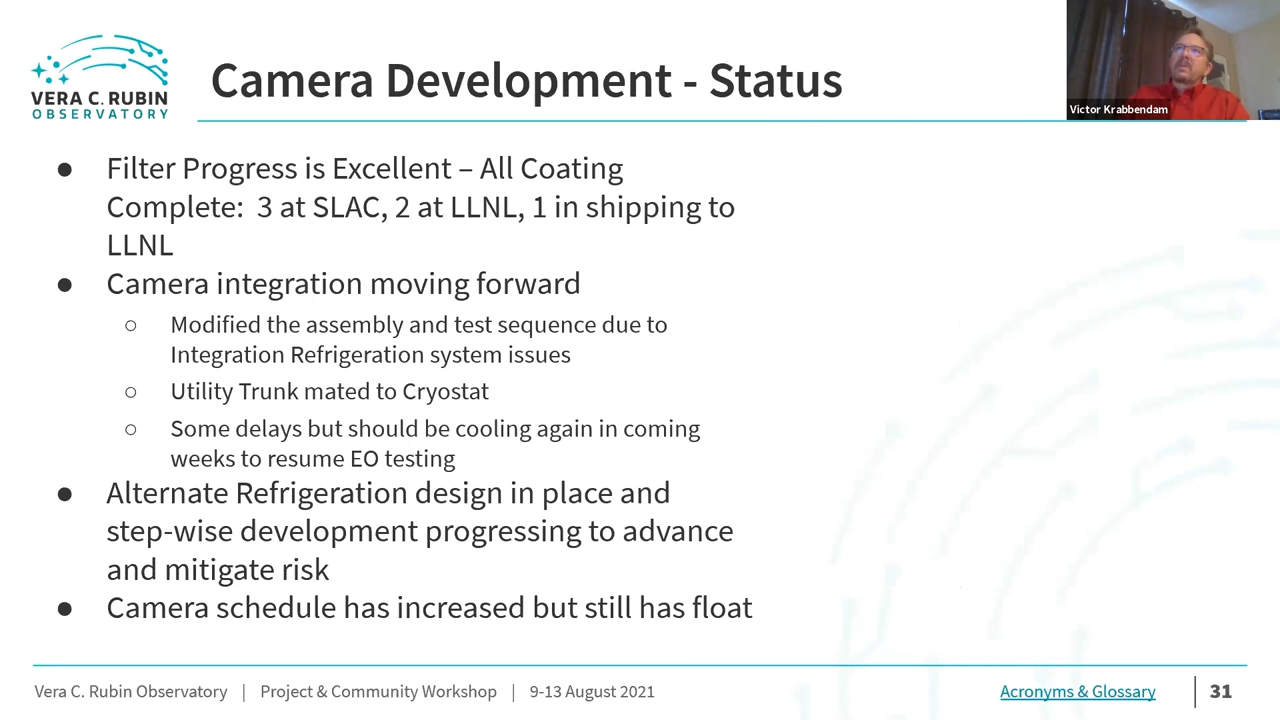 VERA C. RUBIN
OBSERVATORY
Camera Development - Status
Victor Krabbendam
● Filter Progress is Excellent – All Coating
Complete: 3 at SLAC, 2 at LLNL, 1 in shipping to
LLNL
● Camera integration moving forward
○ Modified the assembly and test sequence due to
Integration Refrigeration system issues
○ Utility Trunk mated to Cryostat
○ Some delays but should be cooling again in coming
weeks to resume EO testing
● Alternate Refrigeration design in place and
step-wise development progressing to advance
and mitigate risk
● Camera schedule has increased but still has float
Vera C. Rubin Observatory | Project & Community Workshop | 9-13 August 2021
Acronyms & Glossary | 31